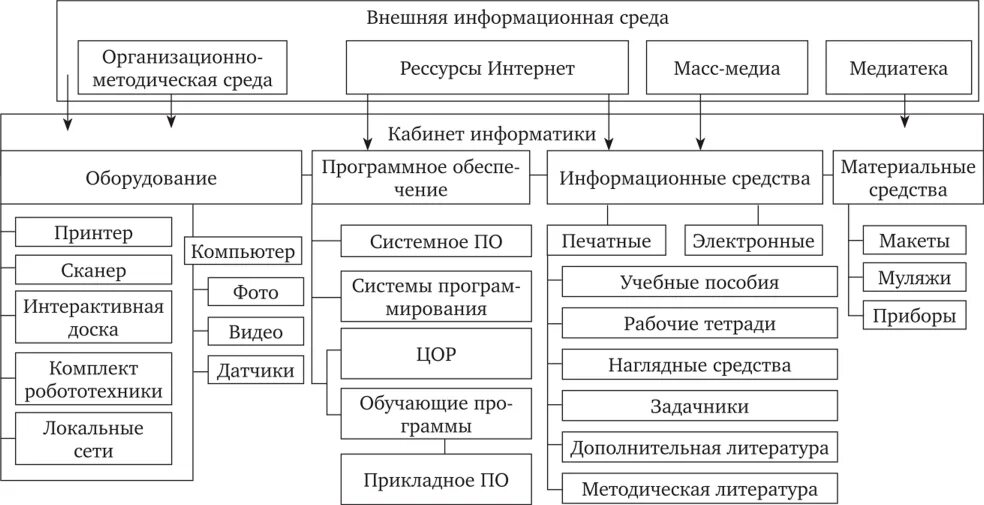 Внешняя информационная среда
Организационно-
методическая среда
Рессурсы Интернет
Масс-медиа
Медиатека
Кабинет информатики
Оборудование
Программное обеспе-
чение
Информационные средства
Материальные
средства
Принтер
Сканер
Интерактивная
доска
Комплект
робототехники
Локальные
сети
Компьютер
Фото
Видео
Датчики
Системное ПО
Системы програм-
мирования
ЦОР
Обучающие про-
граммы
Прикладное ПО
Печатные
Электронные
Учебные пособия
Рабочие тетради
Наглядные средства
Задачники
Дополнительная литература
Методическая литература
Макеты
Муляжи
Приборы